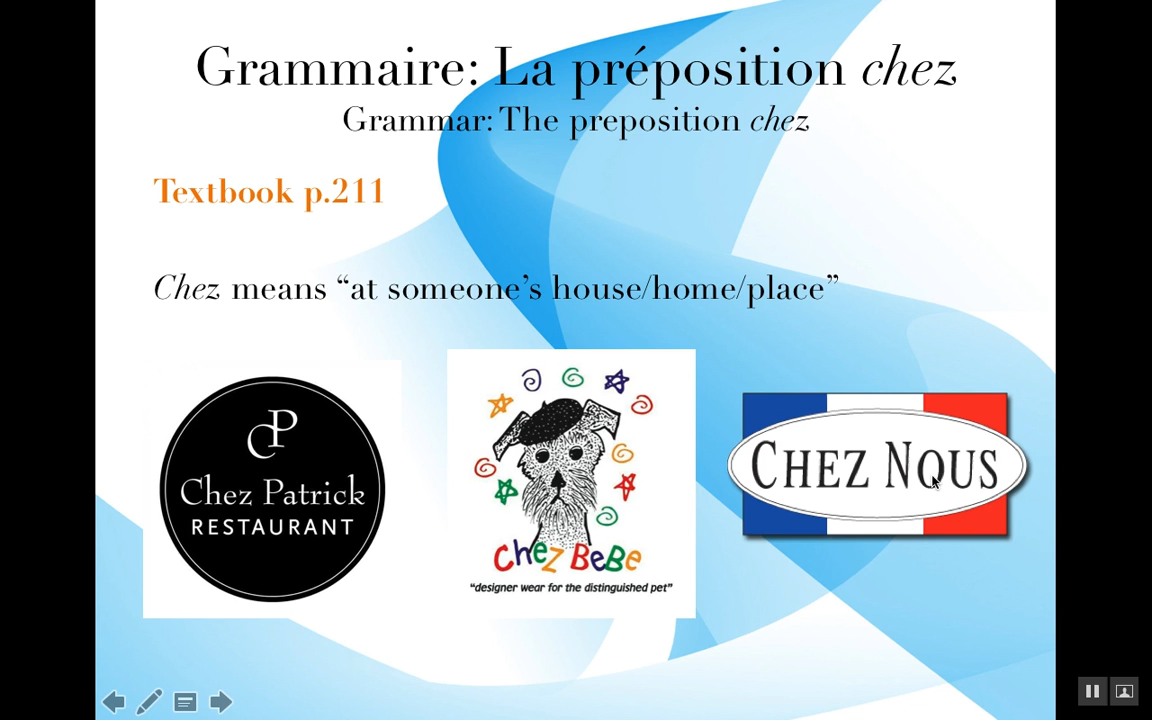 Grammaire: La préposition chez
Grammar: The preposition chez
Textbook p.211
Chez means “at someone’s house/home/place”
CP
Chez Patrick
RESTAURANT
Chez BeBe
“designer wear for the distinguished pet”
CHEZ NOUS